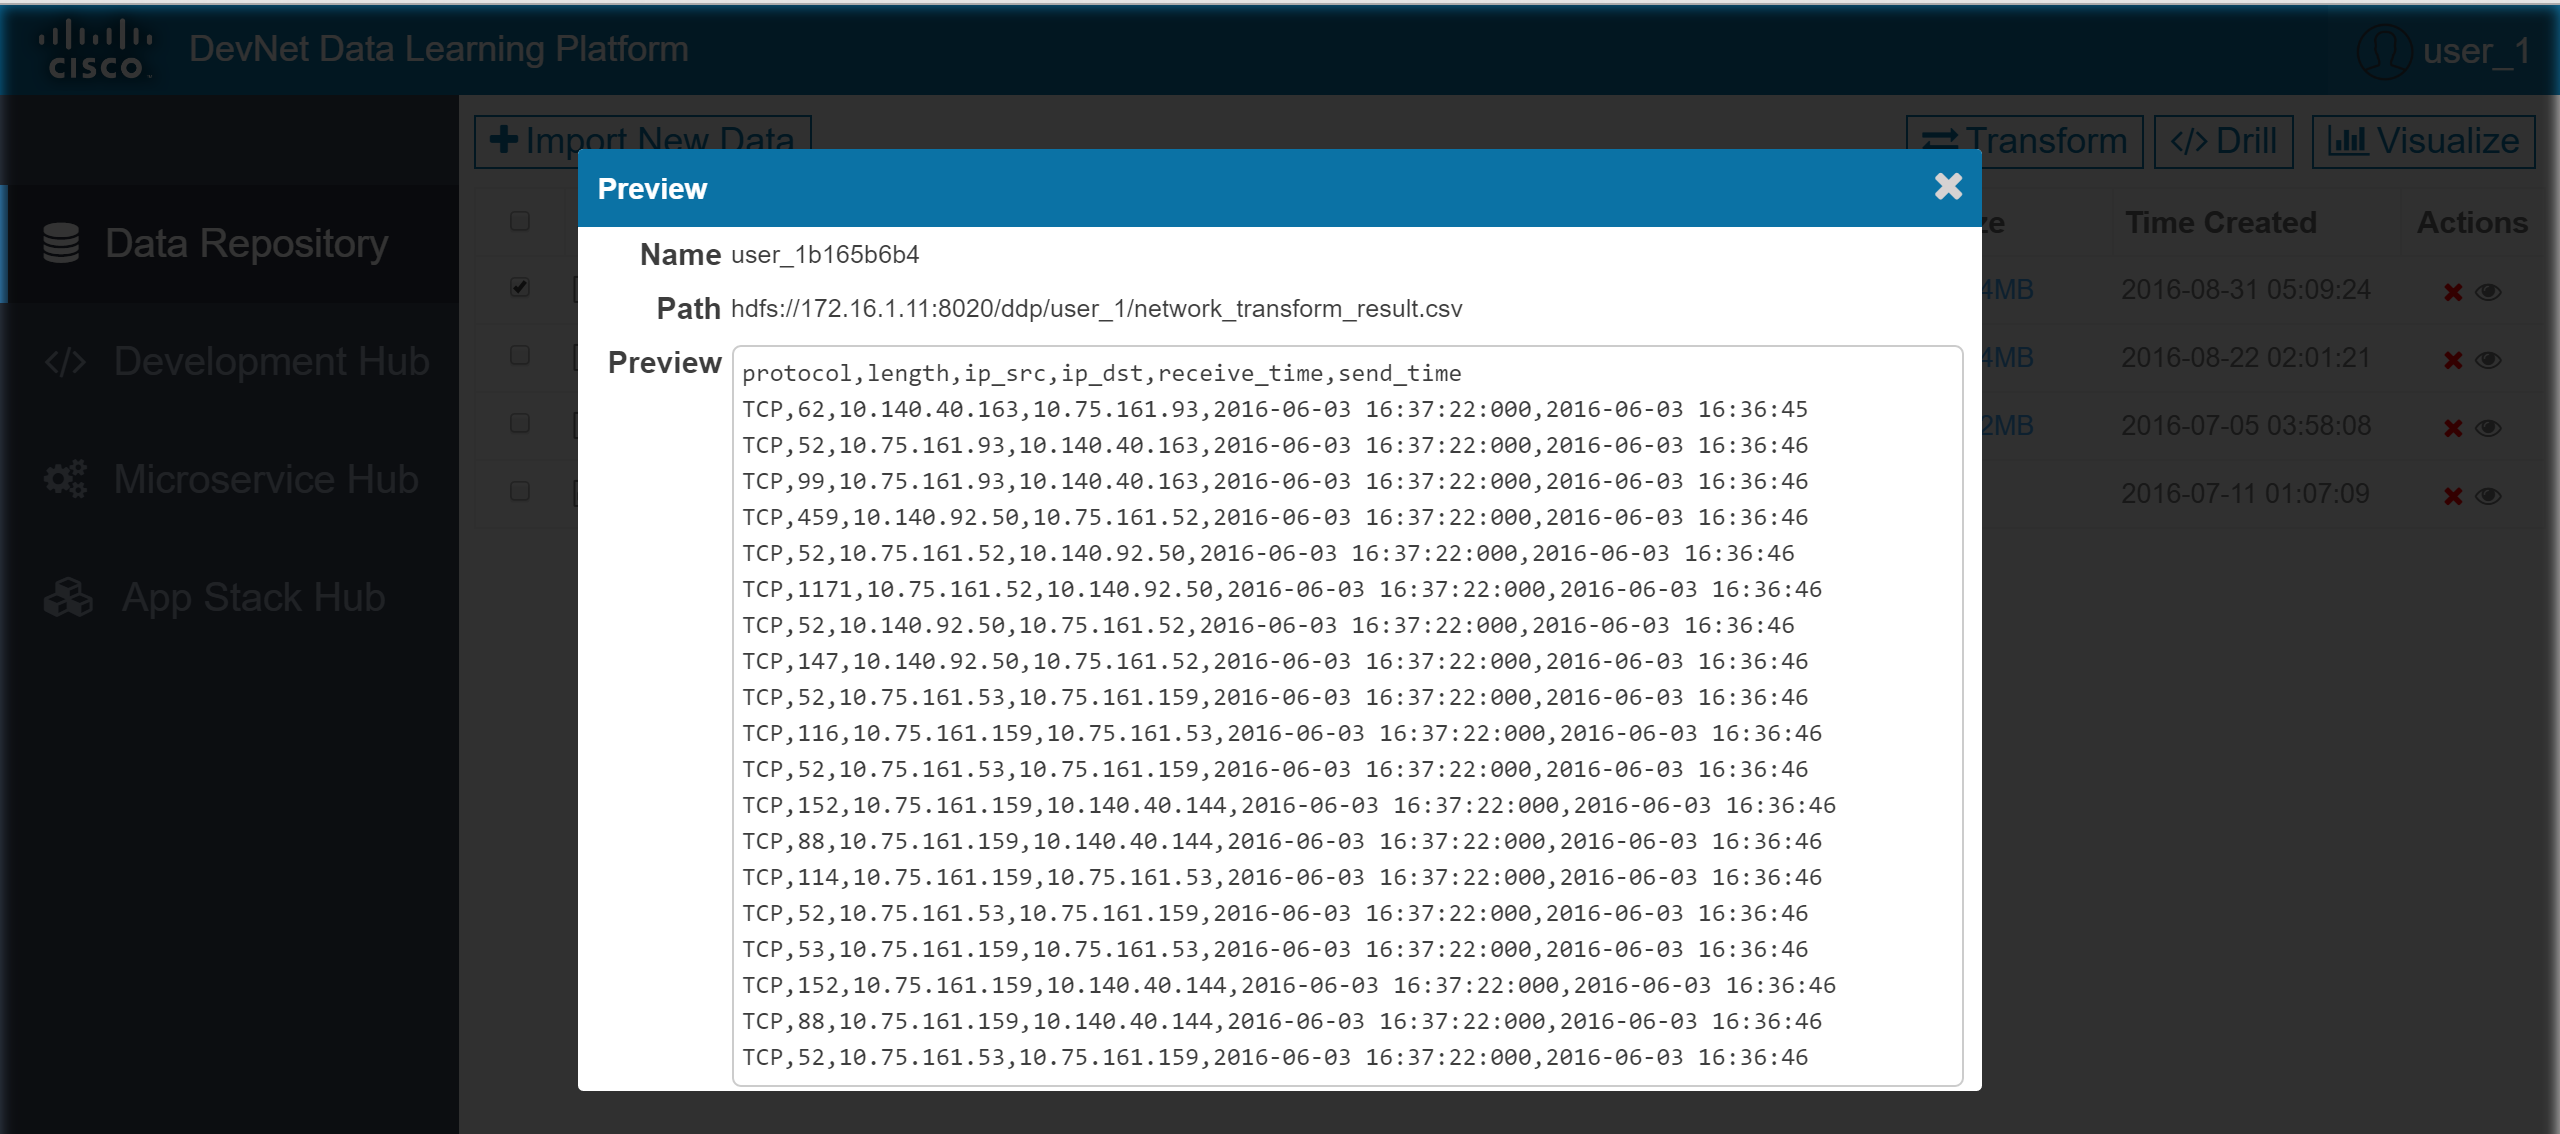 CISCO
DevNet Data Learning Platform
user_1
Import New Data
Transform
Drill
Visualize
Data Repository
Development Hub
Microservice Hub
App Stack Hub
Time Created
Actions
2016-08-31 05:09:24
2016-08-22 02:01:21
2016-07-05 03:58:08
2016-07-11 01:07:09
Preview
Name user_1b165b6b4
Path hdfs://172.16.1.11:8020/ddp/user_1/network_transform_result.csv
Preview
protocol,length,ip_src,ip_dst,receive_time,send_time
TCP,62,10.140.40.163,10.75.161.93,2016-06-03 16:37:22:000,2016-06-03 16:36:45
TCP,52,10.75.161.93,10.140.40.163,2016-06-03 16:37:22:000,2016-06-03 16:36:46
TCP,99,10.75.161.93,10.140.40.163,2016-06-03 16:37:22:000,2016-06-03 16:36:46
TCP,459,10.140.92.50,10.75.161.52,2016-06-03 16:37:22:000,2016-06-03 16:36:46
TCP,52,10.75.161.52,10.140.92.50,2016-06-03 16:37:22:000,2016-06-03 16:36:46
TCP,1171,10.75.161.52,10.140.92.50,2016-06-03 16:37:22:000,2016-06-03 16:36:46
TCP,52,10.140.92.50,10.75.161.52,2016-06-03 16:37:22:000,2016-06-03 16:36:46
TCP,147,10.140.92.50,10.75.161.52,2016-06-03 16:37:22:000,2016-06-03 16:36:46
TCP,52,10.75.161.53,10.75.161.159,2016-06-03 16:37:22:000,2016-06-03 16:36:46
TCP,116,10.75.161.159,10.75.161.53,2016-06-03 16:37:22:000,2016-06-03 16:36:46
TCP,52,10.75.161.53,10.75.161.159,2016-06-03 16:37:22:000,2016-06-03 16:36:46
TCP,152,10.75.161.159,10.140.40.144,2016-06-03 16:37:22:000,2016-06-03 16:36:46
TCP,88,10.75.161.159,10.140.40.144,2016-06-03 16:37:22:000,2016-06-03 16:36:46
TCP,114,10.75.161.159,10.75.161.53,2016-06-03 16:37:22:000,2016-06-03 16:36:46
TCP,52,10.75.161.53,10.75.161.159,2016-06-03 16:37:22:000,2016-06-03 16:36:46
TCP,53,10.75.161.159,10.75.161.53,2016-06-03 16:37:22:000,2016-06-03 16:36:46
TCP,152,10.75.161.159,10.140.40.144,2016-06-03 16:37:22:000,2016-06-03 16:36:46
TCP,88,10.75.161.159,10.140.40.144,2016-06-03 16:37:22:000,2016-06-03 16:36:46
TCP,52,10.75.161.53,10.75.161.159,2016-06-03 16:37:22:000,2016-06-03 16:36:46